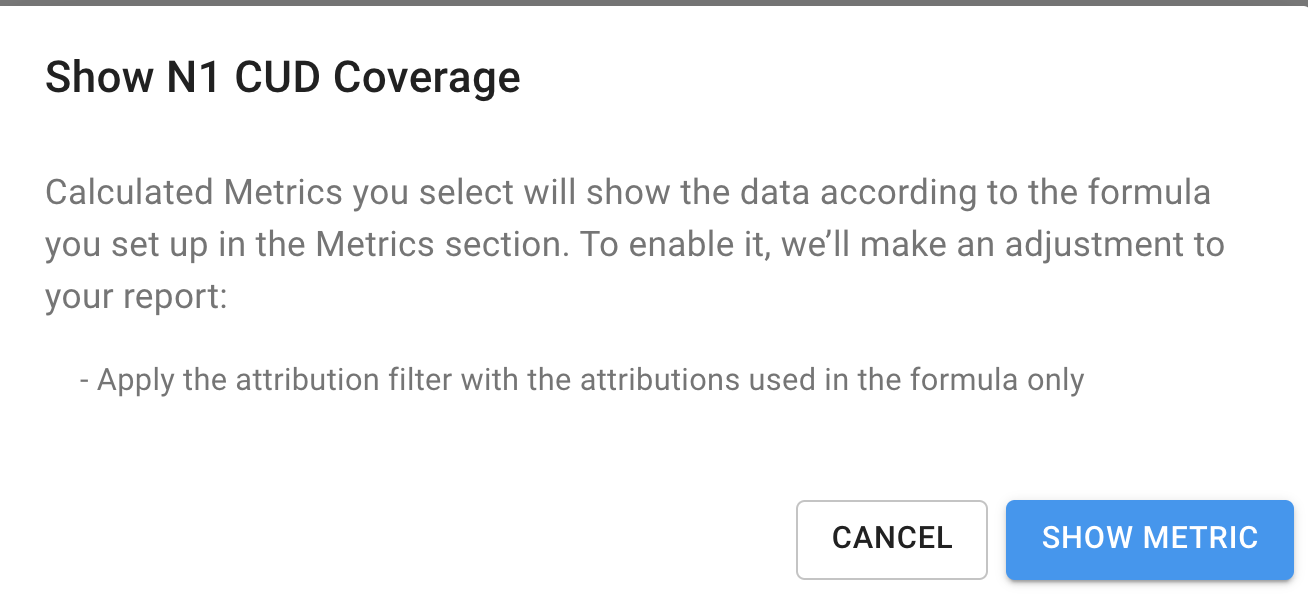 Show N1 CUD Coverage
Calculated Metrics you select will show the data according to the formula
you set up in the Metrics section. To enable it, we’ll make an adjustment to
your report:
- Apply the attribution filter with the attributions used in the formula only
CANCEL
SHOW METRIC